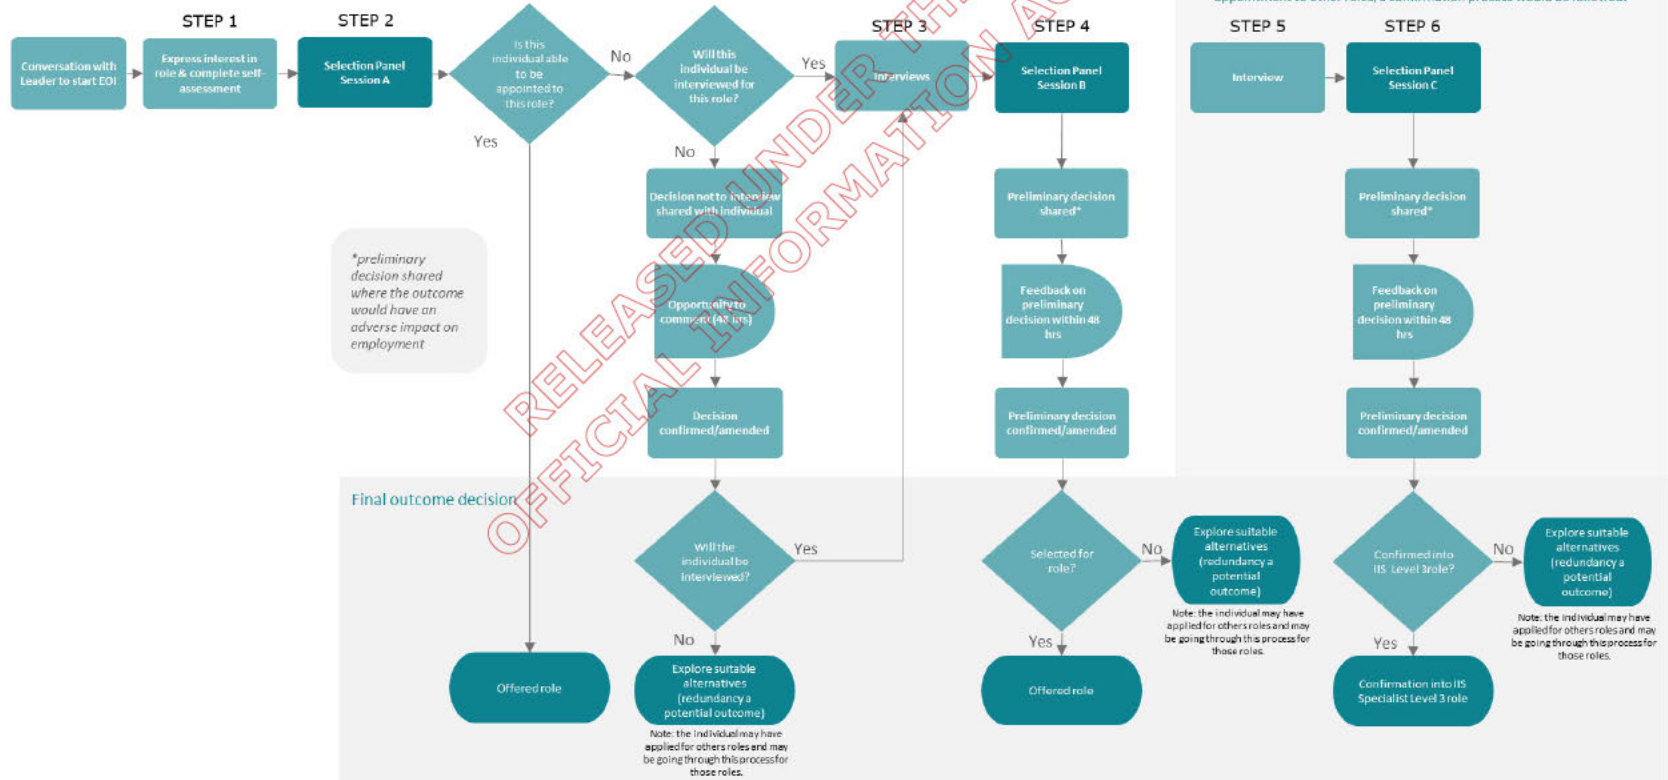 appointment to other roles, a confirmation process would be followed.
STEP 1
STEP 2
STEP 3
STEP 4
STEP 5
STEP 6
Conversation with
Leader to start EOI
Express interest in
role & complete self-
assessment
Selection Panel
Session A
Is this
individual able
to be
appointed to
this role?
No
Will this
individual be
interviewed for
this role?
Yes
Interviews
Selection Panel
Session B
Interview
Selection Panel
Session C
Yes
No
Decision not to interview
shared with individual
Preliminary decision
shared*
Preliminary decision
shared*
*preliminary
decision shared
where the outcome
would have an
adverse impact on
employment
Opportunity to
comment (48 hrs)
Feedback on
preliminary
decision within 48
hrs
Feedback on
preliminary
decision within 48
hrs
Decision
confirmed/amended
Preliminary decision
confirmed/amended
Preliminary decision
confirmed/amended
Final outcome decision
Will the
individual be
interviewed?
Yes
Selected for
role?
No
Explore suitable
alternatives
(redundancy a
potential
outcome)
Note: the individual may have
applied for others roles and may
be going through this process for
those roles.
Confirmed into
IIS Level 3 role?
No
Explore suitable
alternatives
(redundancy a
potential
outcome)
Note: the individual may have
applied for others roles and may
be going through this process for
those roles.
No
Yes
Yes
Offered role
Explore suitable
alternatives
(redundancy a
potential outcome)
Note: the individual may have
applied for others roles and may
be going through this process for
those roles.
Offered role
Confirmation into IIS
Specialist Level 3 role
RELEASED UNDER THE
OFFICIAL INFORMATION AC